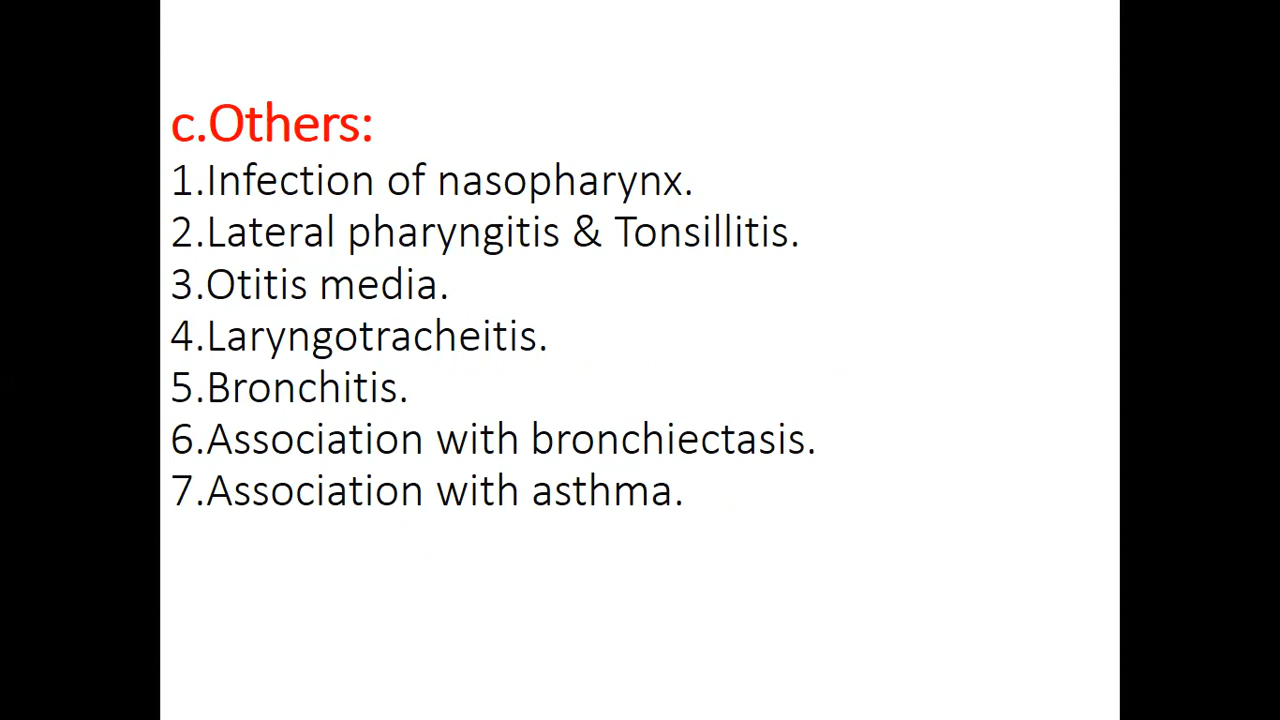 c.Others:
1.Infection of nasopharynx.
2.Lateral pharyngitis & Tonsillitis.
3.Otitis media.
4.Laryngotracheitis.
5.Bronchitis.
6.Association with bronchiectasis.
7.Association with asthma.